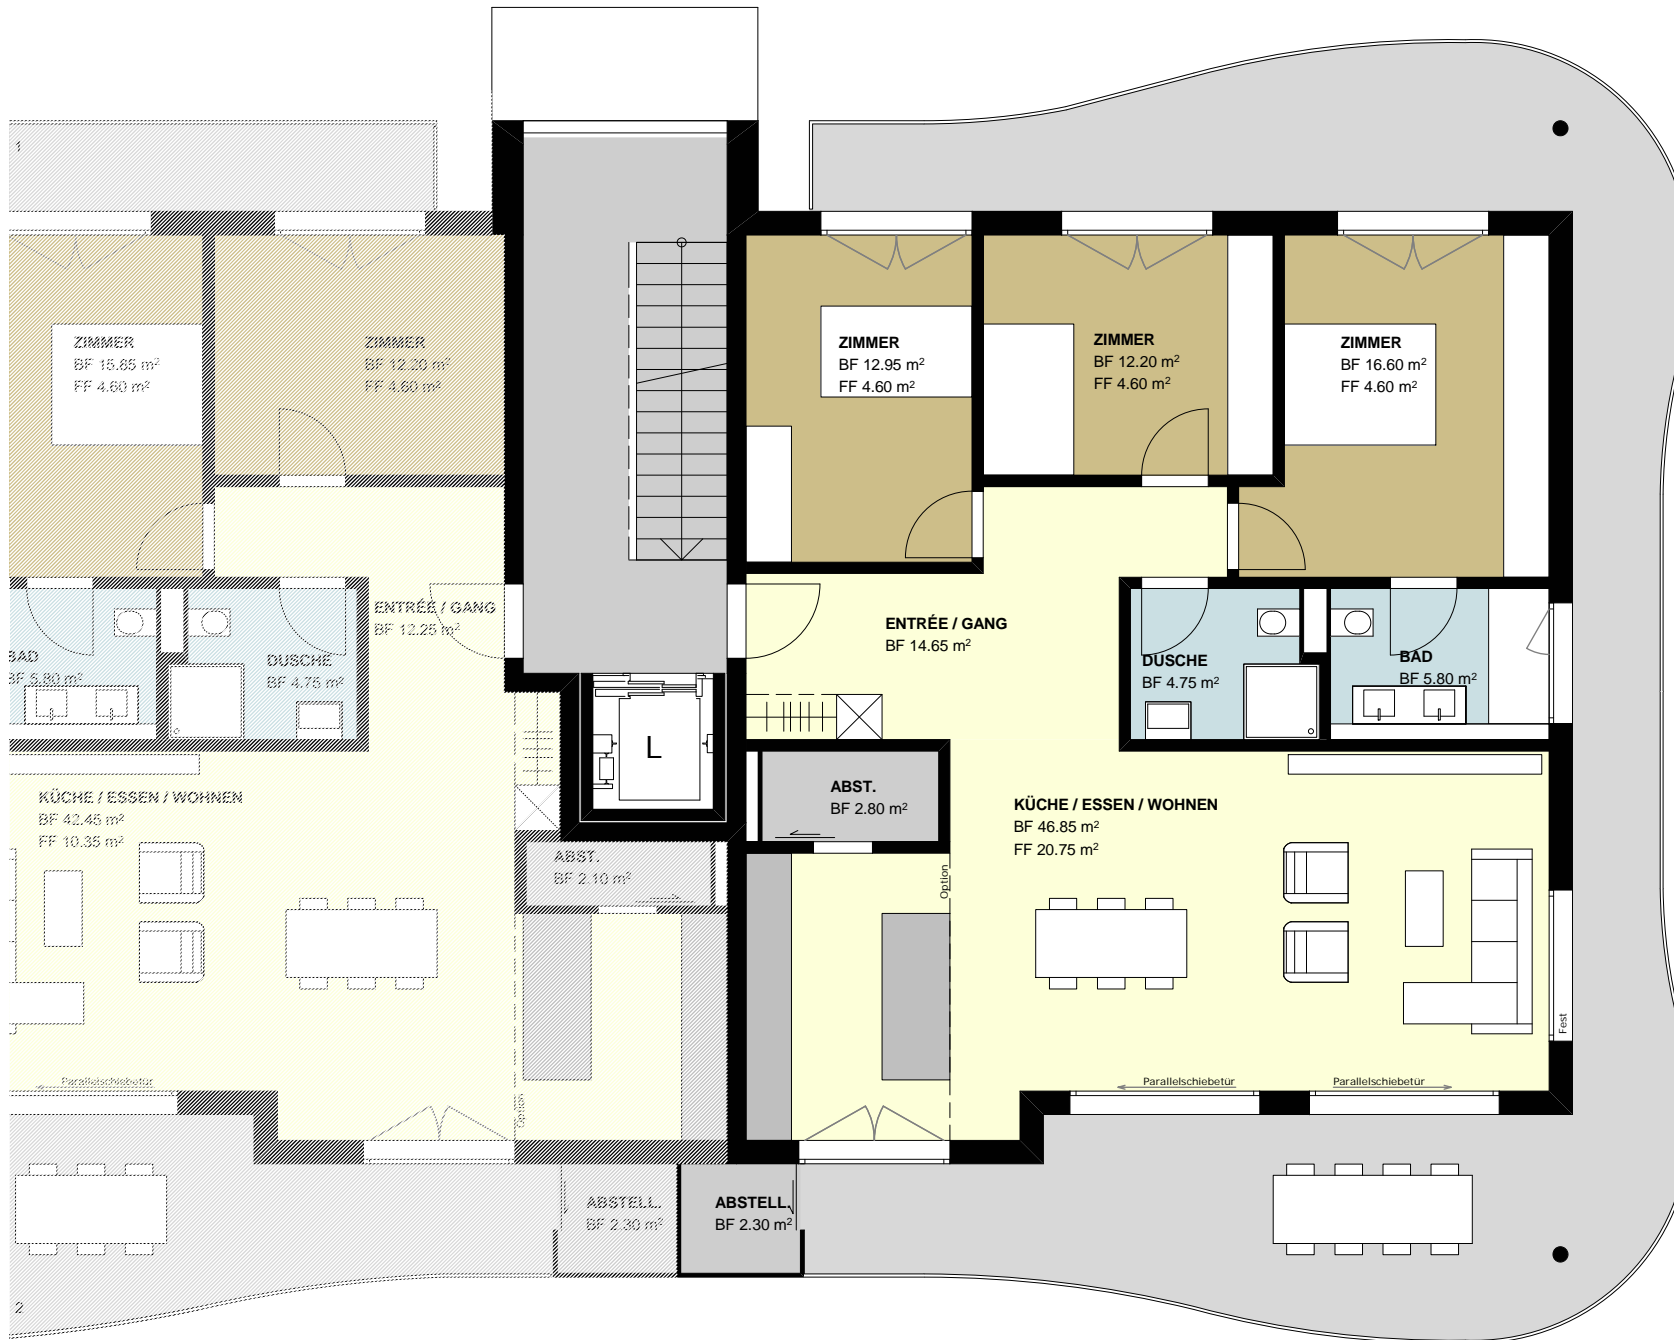 1
ZIMMER
BF 15.85 m²
FF 4.60 m²
ZIMMER
BF 12.20 m²
FF 4.60 m²
ZIMMER
BF 12.95 m²
FF 4.60 m²
ZIMMER
BF 12.20 m²
FF 4.60 m²
ZIMMER
BF 16.60 m²
FF 4.60 m²
BAD
BF 5.80 m²
DUSCHE
BF 4.75 m²
ENTRÉE / GANG
BF 12.25 m²
ENTRÉE / GANG
BF 14.65 m²
DUSCHE
BF 4.75 m²
BAD
BF 5.80 m²
L
KÜCHE / ESSEN / WOHNEN
BF 42.45 m²
FF 10.35 m²
ABST.
BF 2.10 m²
ABST.
BF 2.80 m²
KÜCHE / ESSEN / WOHNEN
BF 46.85 m²
FF 20.75 m²
Option
Fest
Parallelschiebetür
Option
Parallelschiebetür
Parallelschiebetür
ABSTELL.
BF 2.30 m²
ABSTELL.
BF 2.30 m²
2